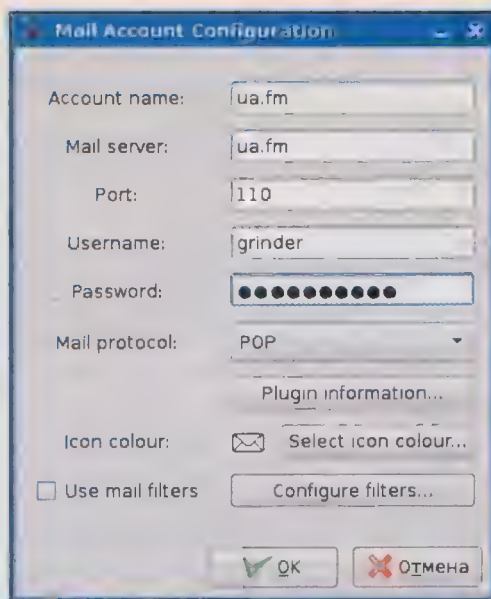 Mail Account Configuration
Account name: ua.fm
Mail server: ua.fm
Port: 110
Username: grinder
Password: ●●●●●●●●●●
Mail protocol: POP
Plugin information...
Icon colour: Select icon colour...
Use mail filters Configure filters...
OK Отмена